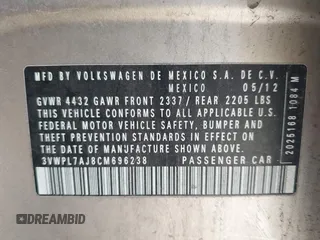 MFD. BY VOLKSWAGEN DE MEXICO S.A. DE C.V.
MEXICO 05/12
GVWR 4432 GAWR FRONT 2337/ REAR 2205 LBS
THIS VEHICLE CONFORMS TO ALL APPLICABLE
FEDERAL MOTOR VEHICLE SAFETY, BUMPER AND
THEFT PREVENTION STANDARDS IN EFFECT ON
THE DATE OF MANUFACTURE SHOWN ABOVE.
3VWPL7AJ8CM696238 PASSENGER CAR
2025168 1084 M
DREAMBID